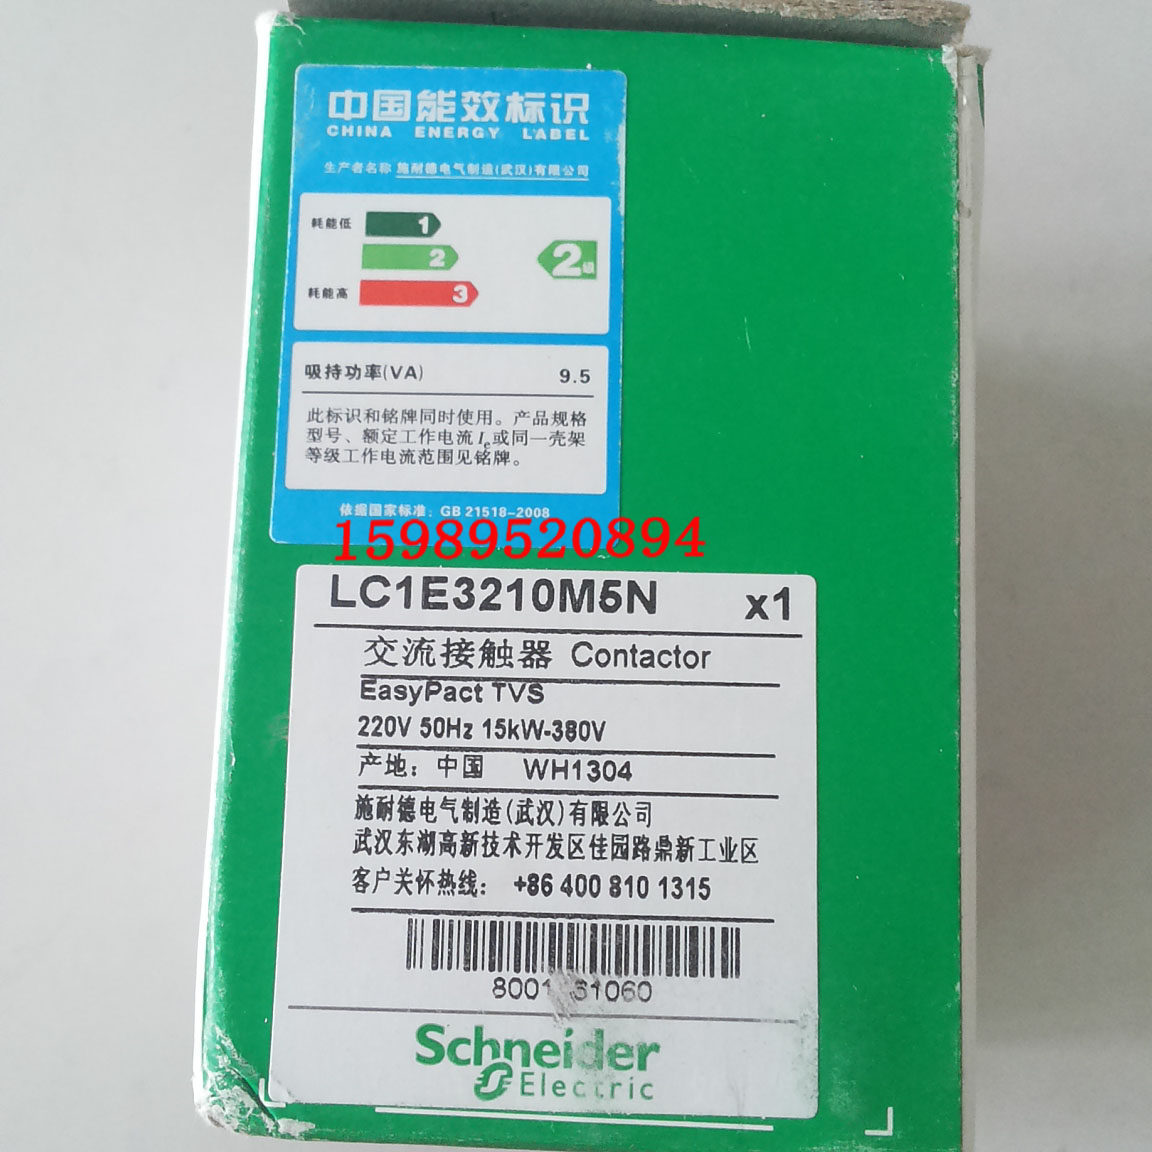 中国能效标识
CHINA ENERGY LABEL
生产者名称 施耐德电气制造(武汉)有限公司
耗能低
1
2
2级
耗能高
3
吸持功率(VA) 9.5
此标识和铭牌同时使用。产品规格
型号、额定工作电流Ie或同一壳架
等级工作电流范围见铭牌。
依据国家标准: GB 21518-2008
15989520894
LC1E3210M5N x1
交流接触器 Contactor
EasyPact TVS
220V 50Hz 15kW-380V
产地: 中国 WH1304
施耐德电气制造(武汉)有限公司
武汉东湖高新技术开发区佳园路鼎新工业区
客户关怀热线: +86 400 810 1315
8001 31060
Schneider
Electric